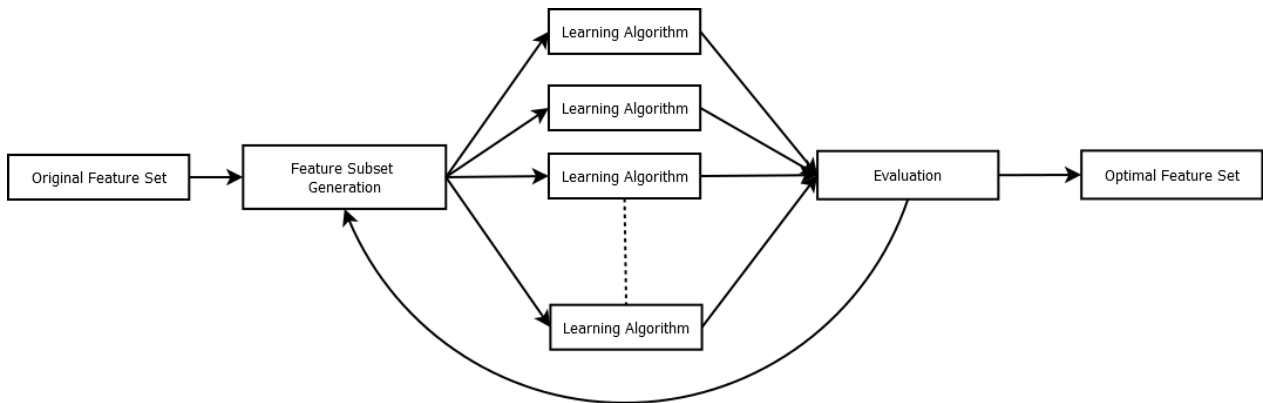 Original Feature Set
Feature Subset
Generation
Learning Algorithm
Learning Algorithm
Learning Algorithm
Learning Algorithm
Evaluation
Optimal Feature Set